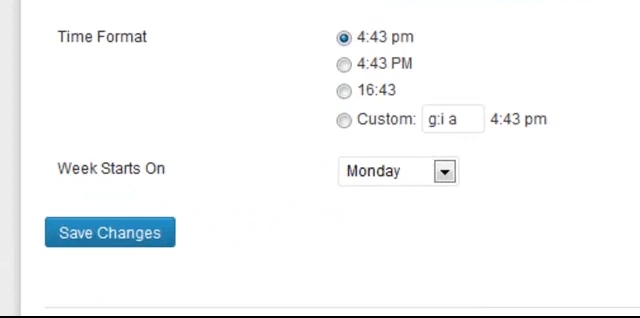 Time Format
4:43 pm
4:43 PM
16:43
Custom: g:i a 4:43 pm
Week Starts On Monday
Save Changes